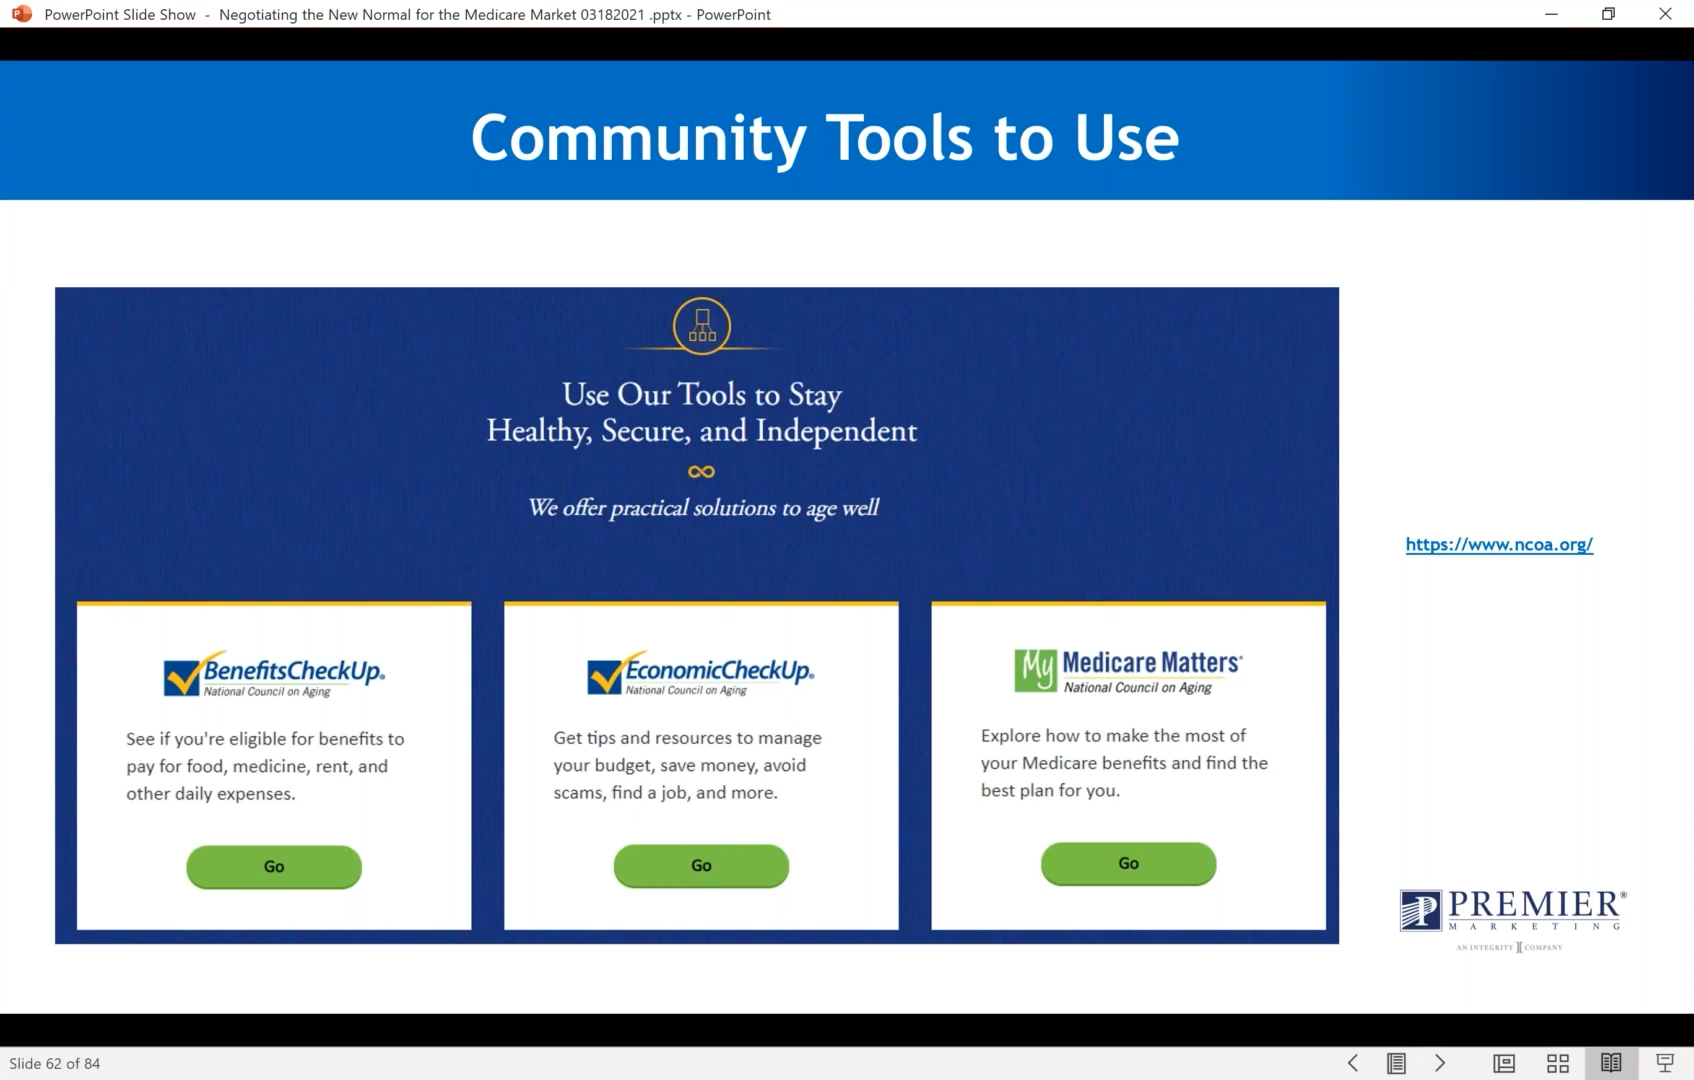 PowerPoint Slide Show - Negotiating the New Normal for the Medicare Market 03182021 .pptx - PowerPoint
Community Tools to Use
Use Our Tools to Stay
Healthy, Secure, and Independent
We offer practical solutions to age well
https://www.ncoa.org/
BenefitsCheckUp®
National Council on Aging
See if you're eligible for benefits to
pay for food, medicine, rent, and
other daily expenses.
Go
EconomicCheckUp®
National Council on Aging
Get tips and resources to manage
your budget, save money, avoid
scams, find a job, and more.
Go
My Medicare Matters®
National Council on Aging
Explore how to make the most of
your Medicare benefits and find the
best plan for you.
Go
PREMIER®
MARKETING
AN INTEGRITY COMPANY
Slide 62 of 84